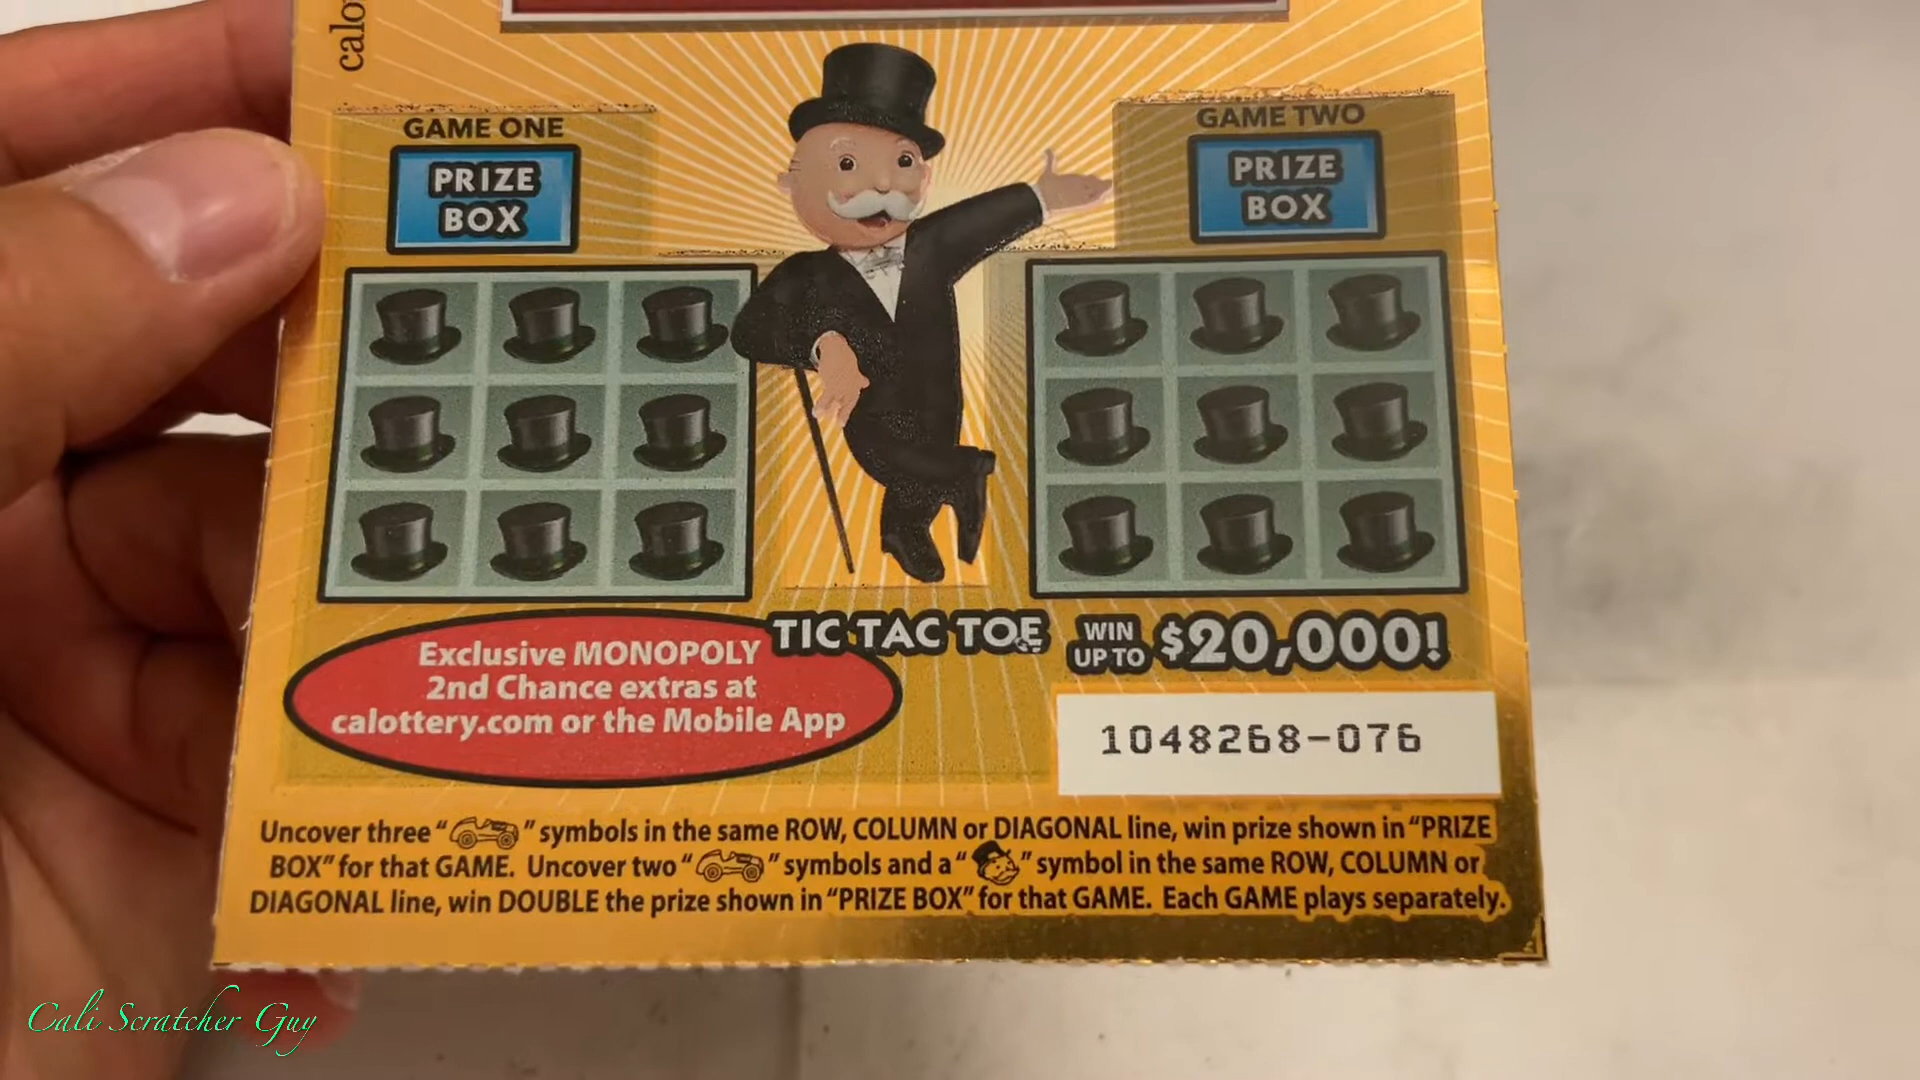 calo
GAME ONE
PRIZE
BOX
GAME TWO
PRIZE
BOX
TIC TAC TOE WIN UP TO $20,000!
Exclusive MONOPOLY
2nd Chance extras at
calottery.com or the Mobile App
1048268-076
Uncover three “ ” symbols in the same ROW, COLUMN or DIAGONAL line, win prize shown in “PRIZE
BOX” for that GAME. Uncover two “ ” symbols and a “ ” symbol in the same ROW, COLUMN or
DIAGONAL line, win DOUBLE the prize shown in “PRIZE BOX” for that GAME. Each GAME plays separately.
Cali Scratcher Guy